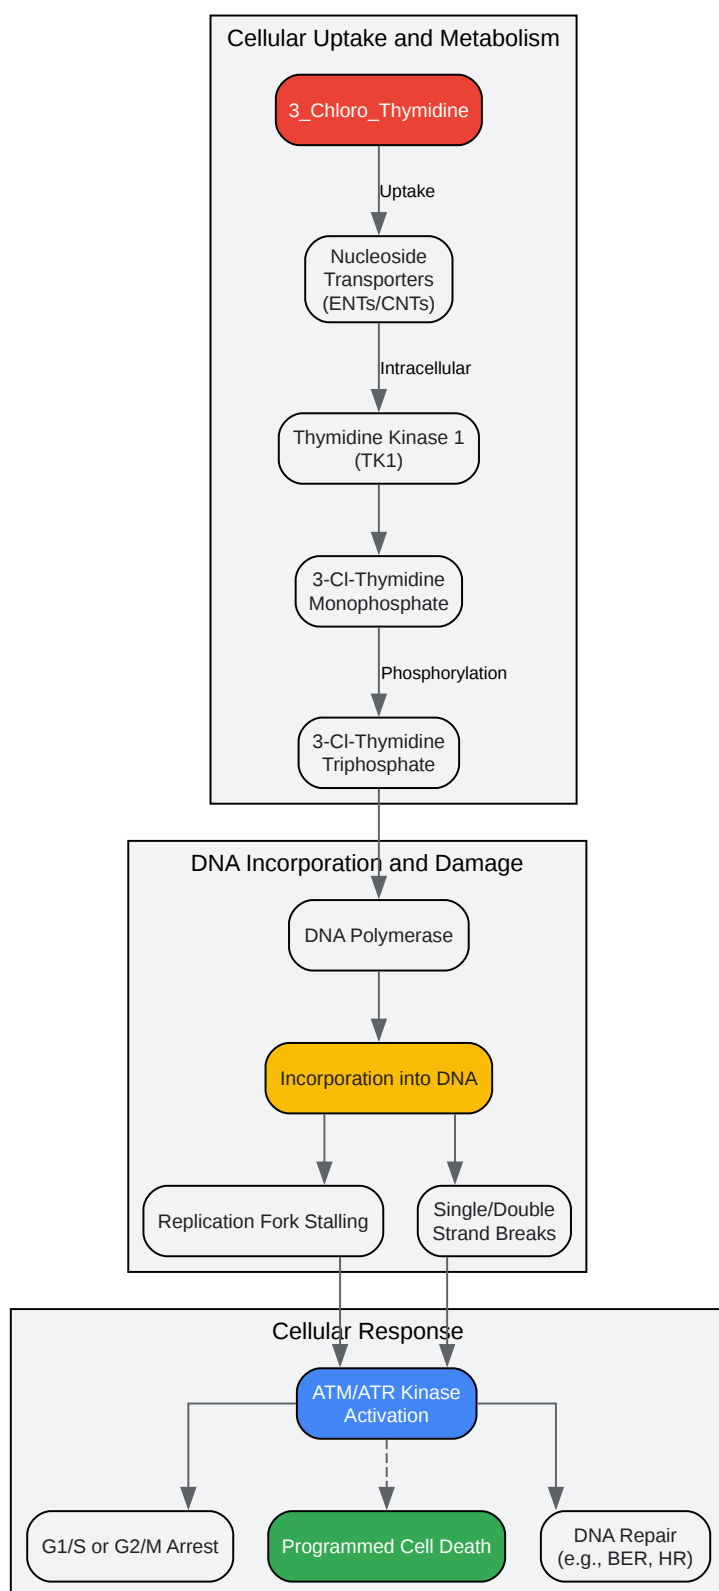 Cellular Uptake and Metabolism
3_Chloro_Thymidine
Uptake
Nucleoside
Transporters
(ENTs/CNTs)
Intracellular
Thymidine Kinase 1
(TK1)
3-Cl-Thymidine
Monophosphate
Phosphorylation
3-Cl-Thymidine
Triphosphate
DNA Incorporation and Damage
DNA Polymerase
Incorporation into DNA
Replication Fork Stalling
Single/Double
Strand Breaks
Cellular Response
ATM/ATR Kinase
Activation
G1/S or G2/M Arrest
Programmed Cell Death
DNA Repair
(e.g., BER, HR)